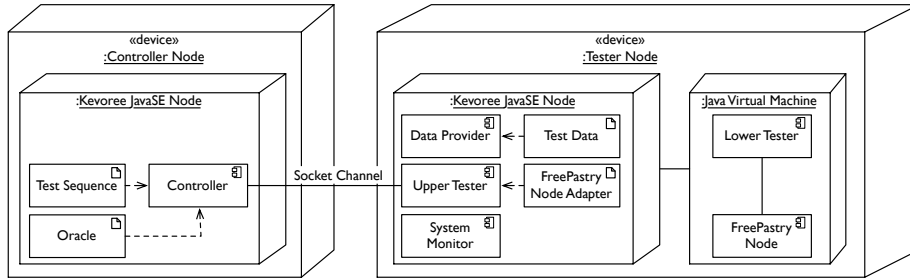 «device»
:Controller Node
:Kevoree JavaSE Node
Test Sequence
Controller
Oracle
Socket Channel
«device»
:Tester Node
:Kevoree JavaSE Node
Data Provider
Test Data
Upper Tester
FreePastry
Node Adapter
System
Monitor
:Java Virtual Machine
Lower Tester
FreePastry
Node